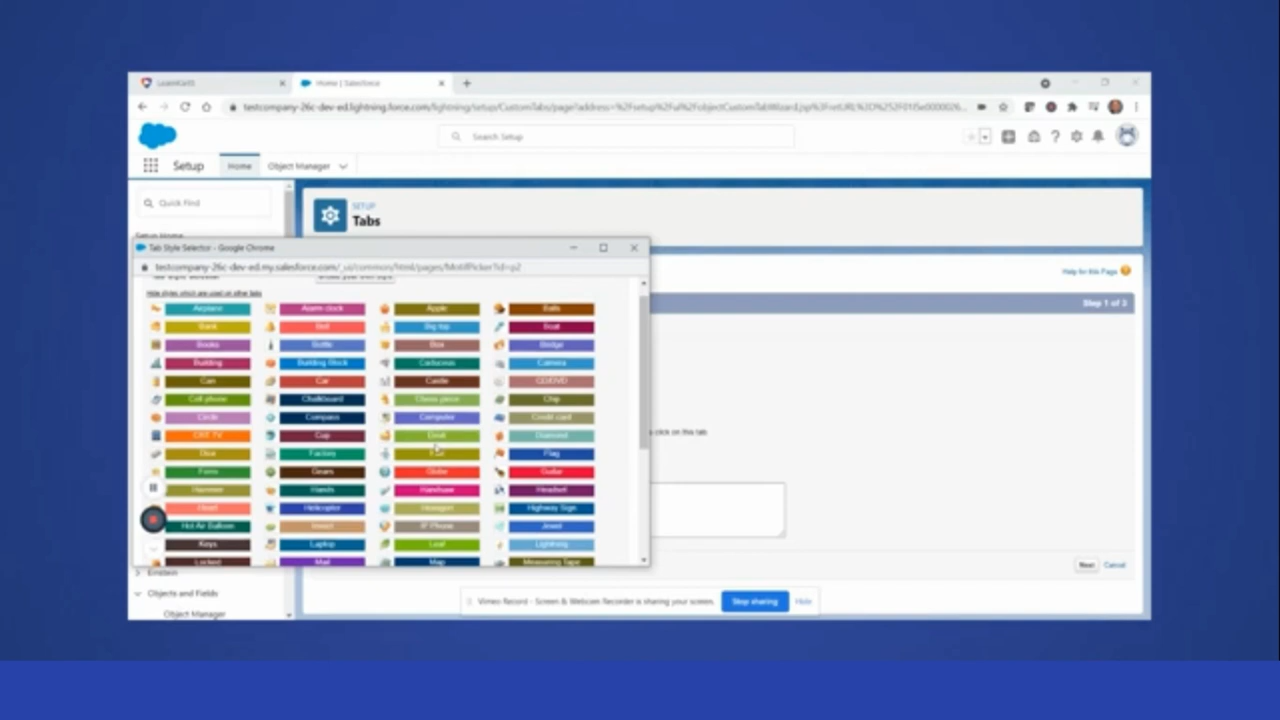 LearnKartS
Home | Salesforce
testcompany-26c-dev-ed.lightning.force.com/lightning/setup/CustomTabs/page?address=%2Fsetup%2Fui%2FobjectCustomTabWizard.jsp%3FretURL%3D%252F01I5e0000026...
Search Setup
Setup Home Object Manager
Quick Find
SETUP
Tabs
Setup Home
Tab Style Selector - Google Chrome
testcompany-26c-dev-ed.my.salesforce.com/_ui/common/html/pages/MotifPicker?id=p2
Help for this Page
Hide styles which are used on other tabs
Step 1 of 3
Airplane Alarm clock Apple Balls
Bank Bell Big top Boat
Books Bottle Box Bridge
Building Building Block Caduceus Camera
Can Car Castle CD/DVD
Cell phone Chalkboard Chess piece Chip
Circle Compass Computer Credit card
CRT TV Cup Desk Diamond
Dice Factory Flag
Form Gears Globe Guitar
Hammer Hands Handsaw Headset
Heart Helicopter Hexagon Highway Sign
Hot Air Balloon Insect IP Phone Jewel
Keys Laptop Leaf Lightning
Locked Mail Map Measuring Tape
click on this tab
Next Cancel
Einstein
Objects and Fields
Object Manager
Vimeo Record - Screen & Webcam Recorder is sharing your screen. Stop sharing Hide